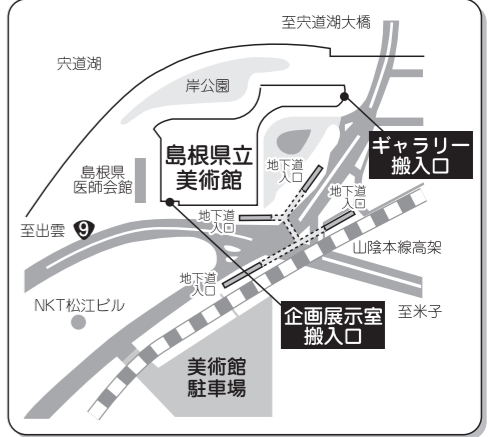 至宍道湖大橋
宍道湖
岸公園
島根県立
美術館
ギャラリー
搬入口
島根県
医師会館
地下道
入口
地下道
入口
地下道
入口
至出雲 9
山陰本線高架
地下道
入口
NKT松江ビル
企画展示室
搬入口
至米子
美術館
駐車場